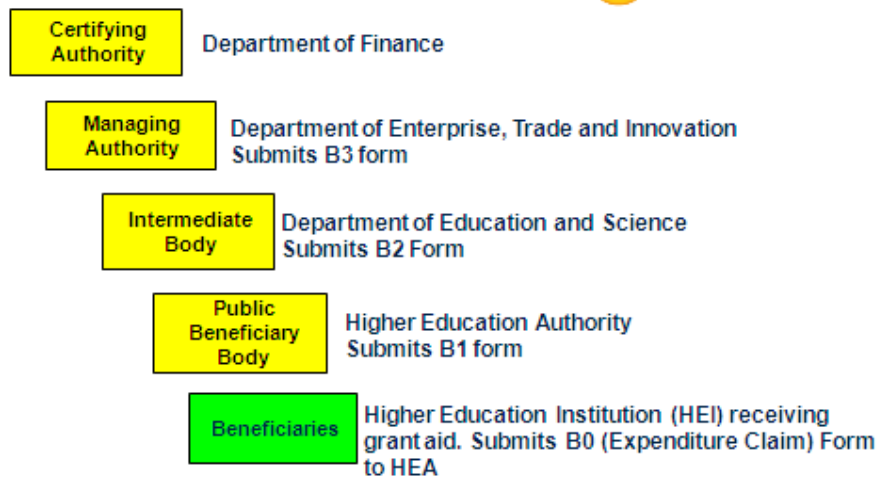 Certifying
Authority
Department of Finance
Managing
Authority
Department of Enterprise, Trade and Innovation
Submits B3 form
Intermediate
Body
Department of Education and Science
Submits B2 Form
Public
Beneficiary
Body
Higher Education Authority
Submits B1 form
Beneficiaries
Higher Education Institution (HEI) receiving
grant aid. Submits B0 (Expenditure Claim) Form
to HEA